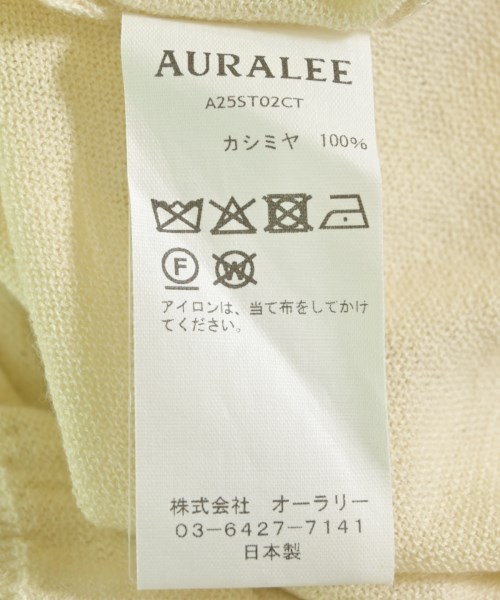 AURALEE
A25ST02CT
カシミヤ 100%
F W
アイロンは、当て布をしてかけ
てください。
株式会社 オーラリー
03-6427-7141
日本製